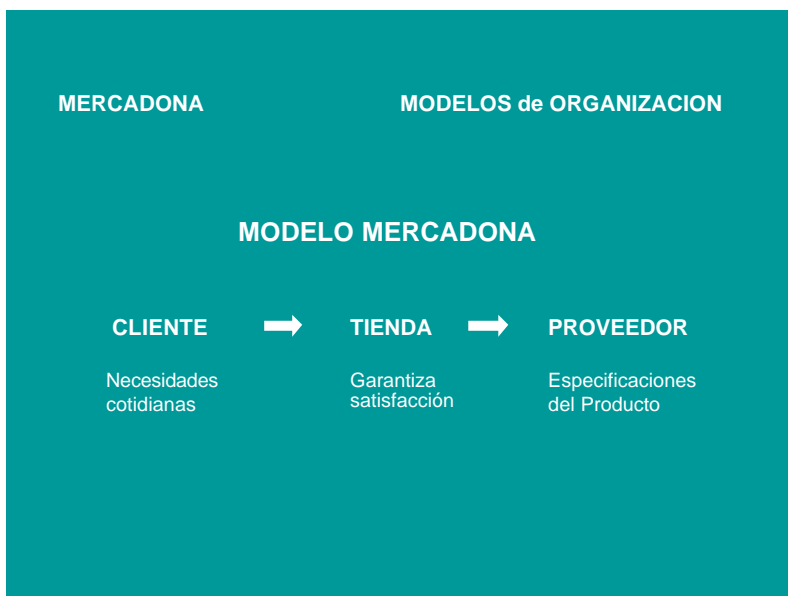 MERCADONA
MODELOS de ORGANIZACION
MODELO MERCADONA
CLIENTE
TIENDA
PROVEEDOR
Necesidades
cotidianas
Garantiza
satisfacción
Especificaciones
del Producto